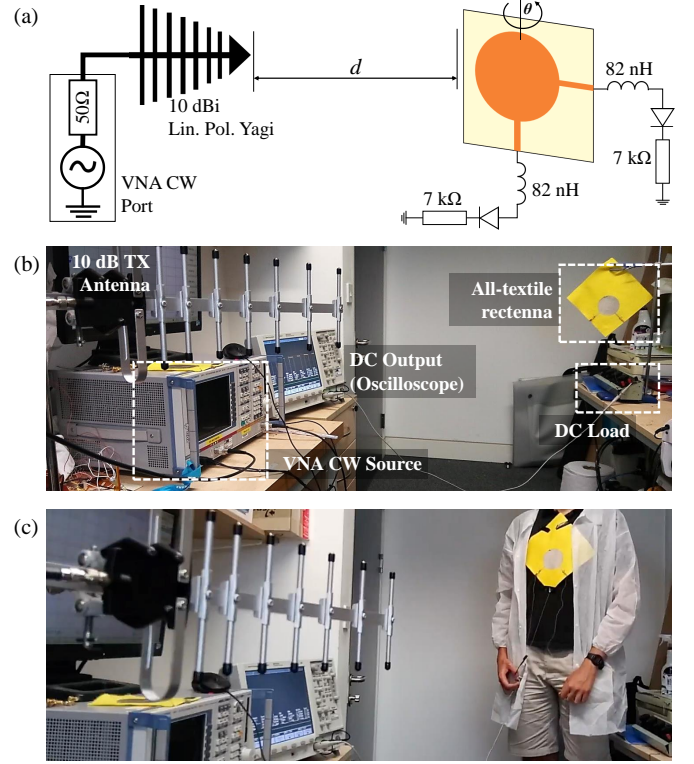 (a)
θ
d
50Ω
10 dBi
Lin. Pol. Yagi
VNA CW
Port
82 nH
7 kΩ
7 kΩ
82 nH
(b)
10 dB TX
Antenna
All-textile
rectenna
DC Output
(Oscilloscope)
DC Load
VNA CW Source
(c)